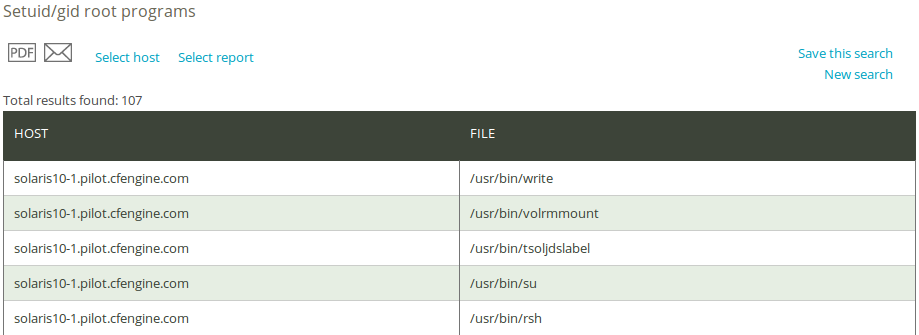 Setuid/gid root programs
PDF Select host Select report
Save this search
New search
Total results found: 107
HOST FILE
solaris10-1.pilot.cfengine.com /usr/bin/write
solaris10-1.pilot.cfengine.com /usr/bin/volrmmount
solaris10-1.pilot.cfengine.com /usr/bin/tsoljdslabel
solaris10-1.pilot.cfengine.com /usr/bin/su
solaris10-1.pilot.cfengine.com /usr/bin/rsh